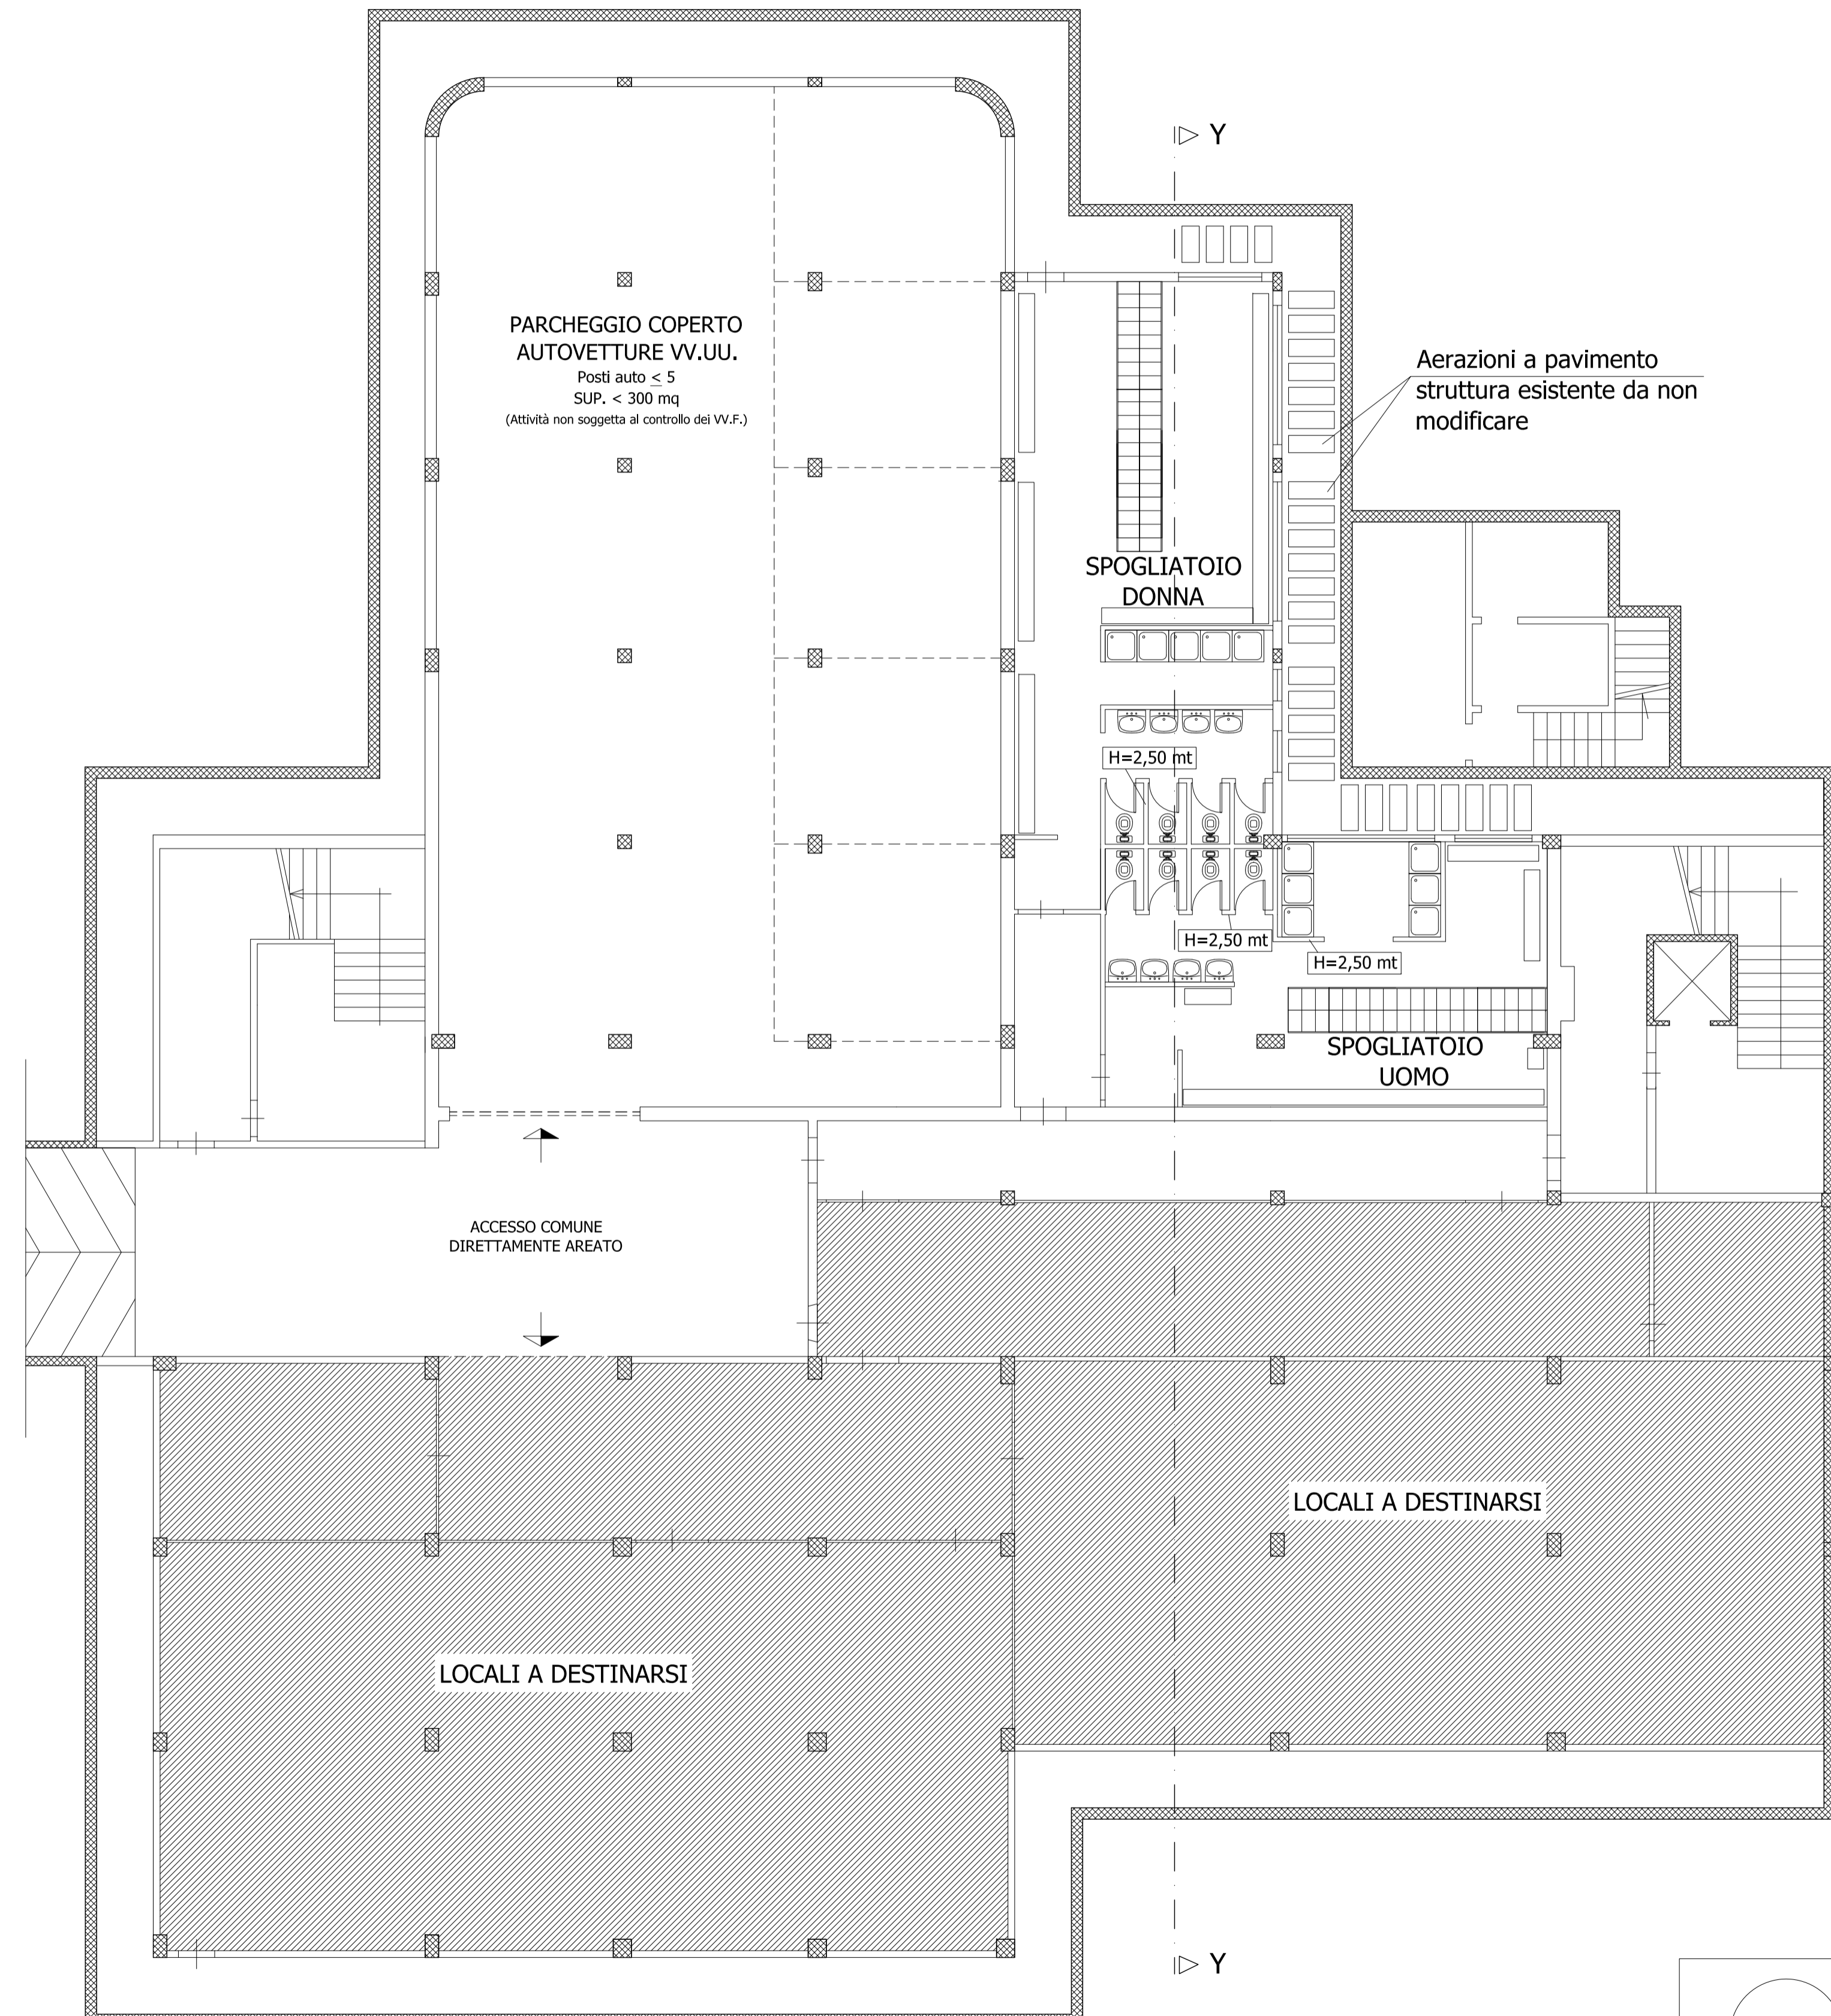 Y
PARCHEGGIO COPERTO
AUTOVETTURE VV.UU.
Posti auto ≤ 5
SUP. < 300 mq
(Attività non soggetta al controllo dei VV.F.)
Aerazioni a pavimento
struttura esistente da non
modificare
SPOGLIATOIO
DONNA
H=2,50 mt
H=2,50 mt
H=2,50 mt
SPOGLIATOIO
UOMO
ACCESSO COMUNE
DIRETTAMENTE AREATO
LOCALI A DESTINARSI
LOCALI A DESTINARSI
Y